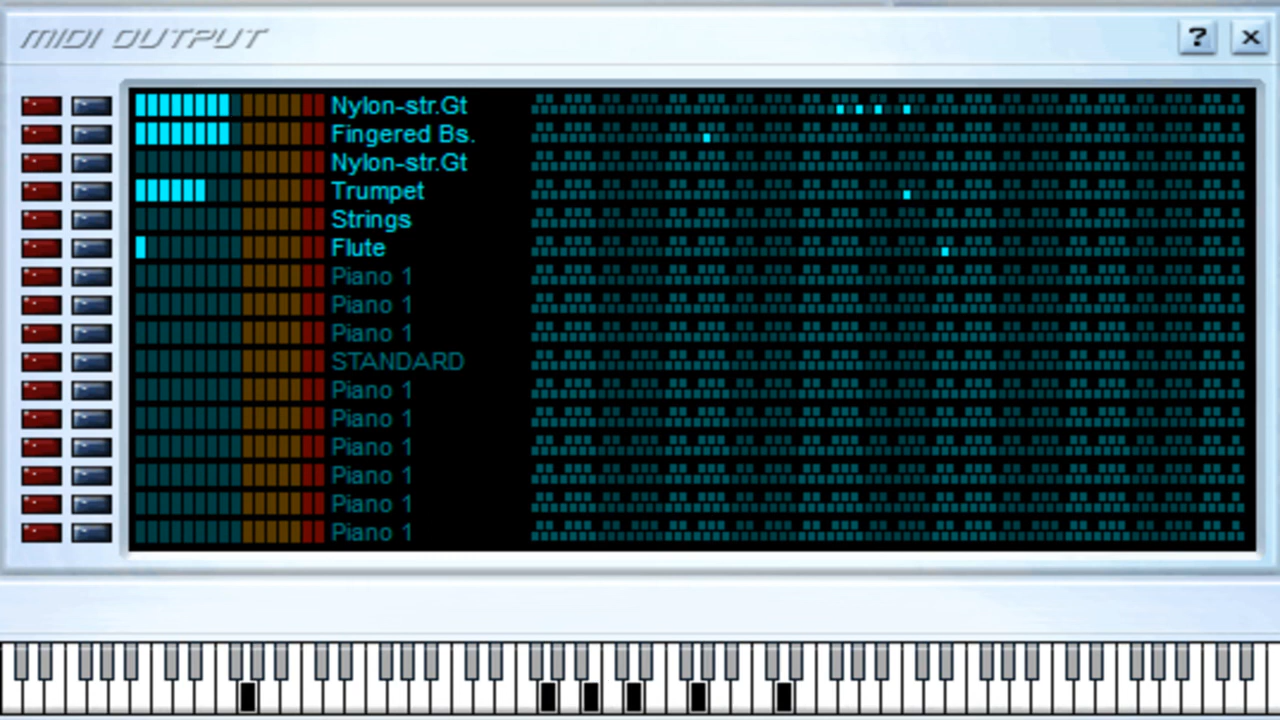 MIDI OUTPUT
? ×
Nylon-str.Gt
Fingered Bs.
Nylon-str.Gt
Trumpet
Strings
Flute
Piano 1
Piano 1
Piano 1
STANDARD
Piano 1
Piano 1
Piano 1
Piano 1
Piano 1
Piano 1